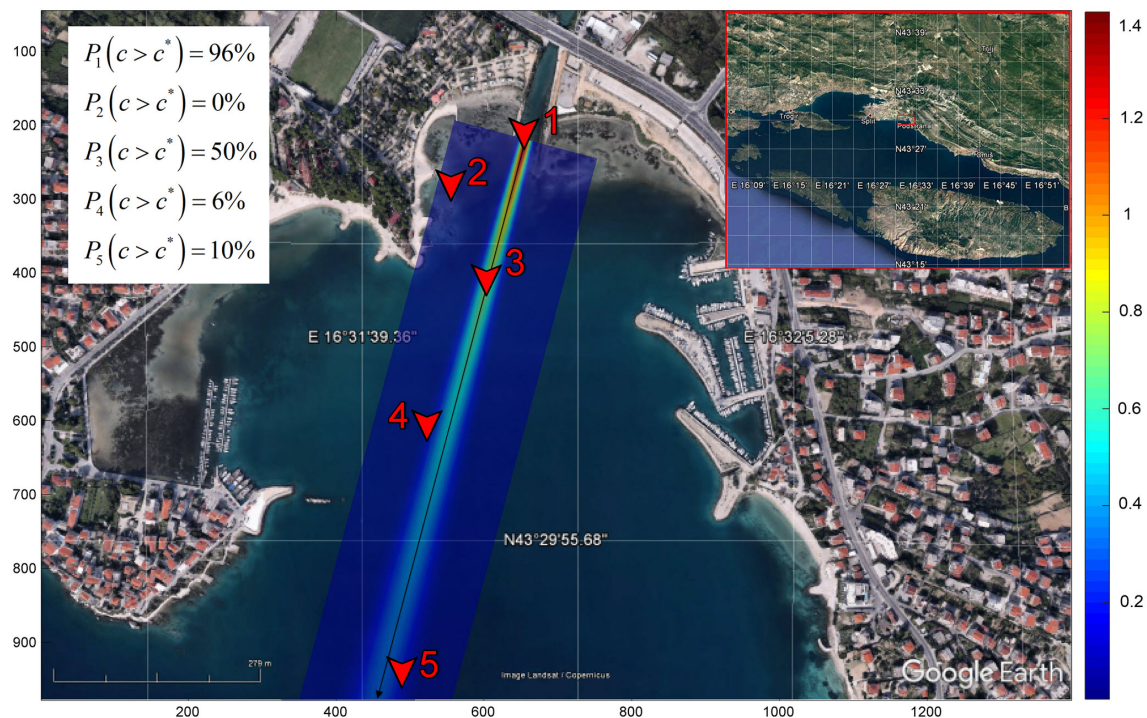 P₁(c > c*) = 96%
P₂(c > c*) = 0%
P₃(c > c*) = 50%
P₄(c > c*) = 6%
P₅(c > c*) = 10%
100
200
300
400
500
600
700
800
900
200
400
600
800
1000
1200
1
2
3
4
5
E 16°31'39.36"
E 16°32'5.28"
N43°29'55.68"
279 m
Image Landsat / Copernicus
Google Earth
N43°39'
N43°33'
Trogir
Split
Podstrana
N43°27'
Omiš
E 16°09'
E 16°15'
E 16°21'
E 16°27'
E 16°33'
E 16°39'
E 16°45'
E 16°51'
N43°21'
N43°15'
1.4
1.2
1
0.8
0.6
0.4
0.2